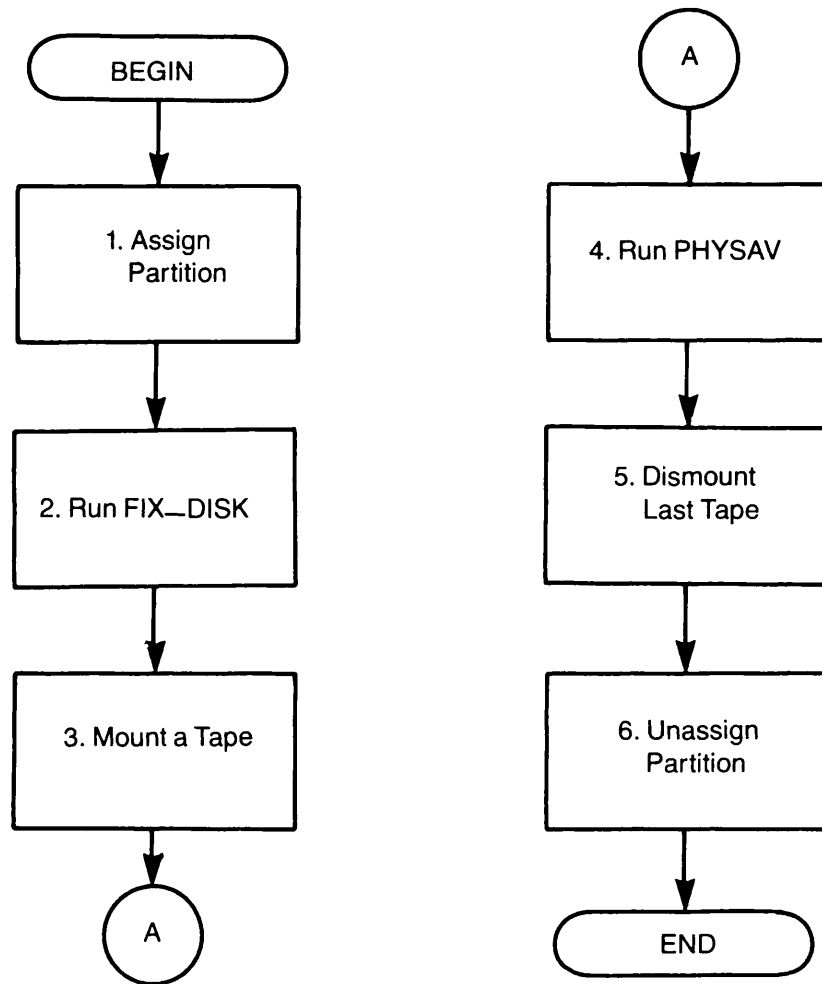 BEGIN
1. Assign
Partition
2. Run FIX_DISK
3. Mount a Tape
A
A
4. Run PHYSAV
5. Dismount
Last Tape
6. Unassign
Partition
END